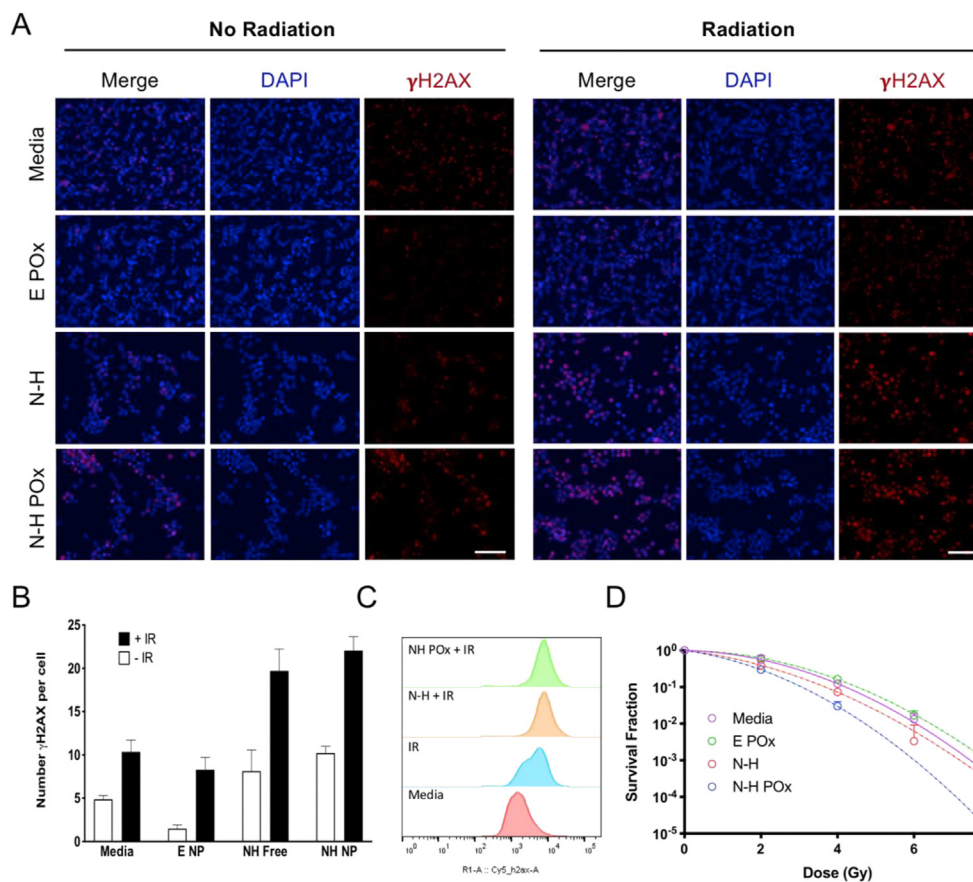 A
No Radiation
Radiation
Merge DAPI γH2AX Merge DAPI γH2AX
Media
E POx
N-H
N-H POx
B
25
20
15
10
5
0
Number γH2AX per cell
+ IR
- IR
Media E NP NH Free NH NP
C
NH POx + IR
N-H + IR
IR
Media
10^0 10^1 10^2 10^3 10^4 10^5
R1-A :: Cy5_h2ax-A
D
Survival Fraction
10^0
10^-1
10^-2
10^-3
10^-4
10^-5
Media
E POx
N-H
N-H POx
0 2 4 6
Dose (Gy)